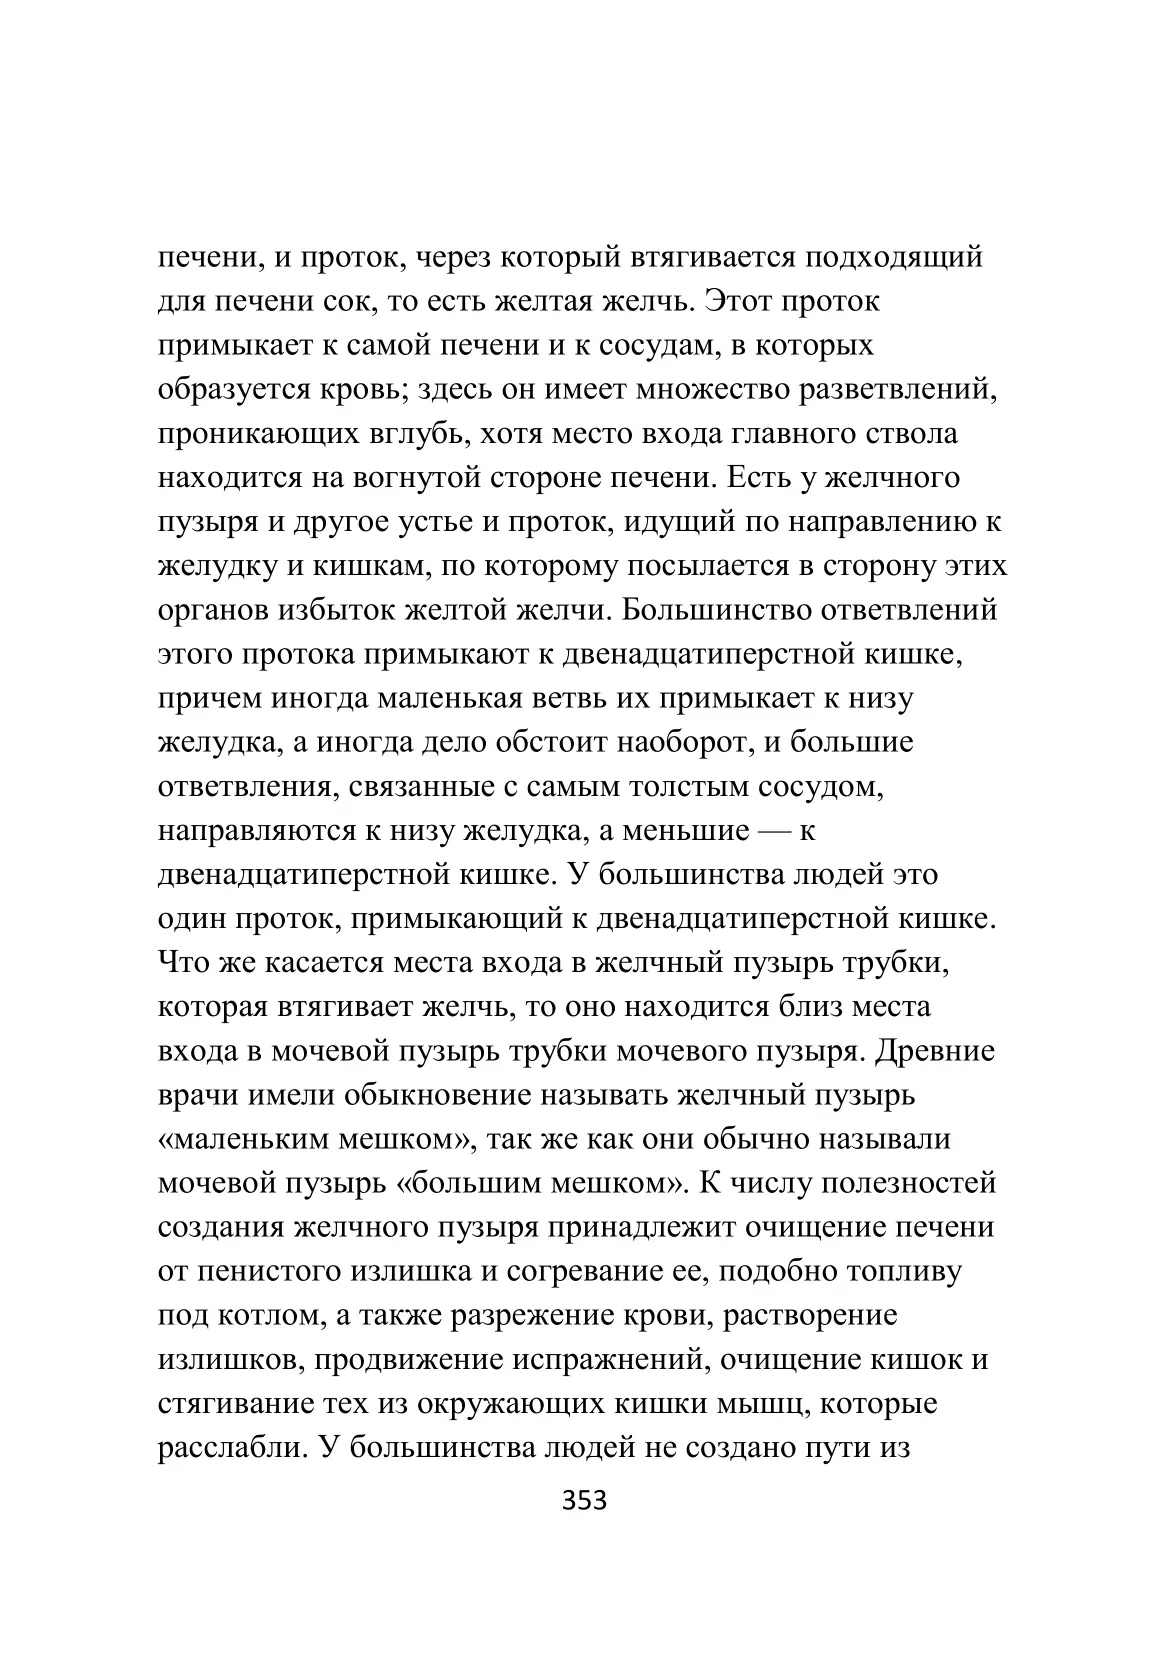 печени, и проток, через который втягивается подходящий
для печени сок, то есть желтая желчь. Этот проток
примыкает к самой печени и к сосудам, в которых
образуется кровь; здесь он имеет множество разветвлений,
проникающих вглубь, хотя место входа главного ствола
находится на вогнутой стороне печени. Есть у желчного
пузыря и другое устье и проток, идущий по направлению к
желудку и кишкам, по которому посылается в сторону этих
органов избыток желтой желчи. Большинство ответвлений
этого протока примыкают к двенадцатиперстной кишке,
причем иногда маленькая ветвь их примыкает к низу
желудка, а иногда дело обстоит наоборот, и большие
ответвления, связанные с самым толстым сосудом,
направляются к низу желудка, а меньшие — к
двенадцатиперстной кишке. У большинства людей это
один проток, примыкающий к двенадцатиперстной кишке.
Что же касается места входа в желчный пузырь трубки,
которая втягивает желчь, то оно находится близ места
входа в мочевой пузырь трубки мочевого пузыря. Древние
врачи имели обыкновение называть желчный пузырь
«маленьким мешком», так же как они обычно называли
мочевой пузырь «большим мешком». К числу полезностей
создания желчного пузыря принадлежит очищение печени
от пенистого излишка и согревание ее, подобно топливу
под котлом, а также разрежение крови, растворение
излишков, продвижение испражнений, очищение кишок и
стягивание тех из окружающих кишки мышц, которые
расслабли. У большинства людей не создано пути из
353